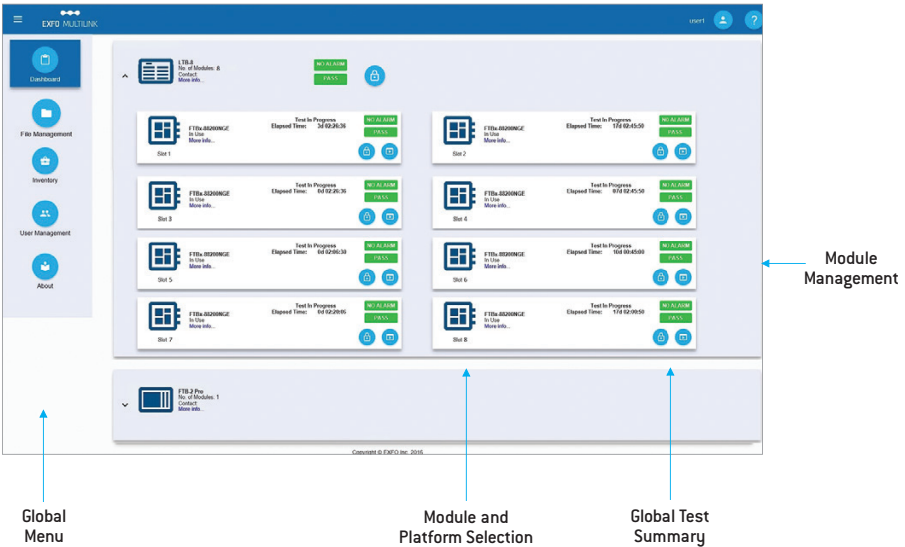 EXFO MULTILINK
user1
?
Dashboard
File Management
Inventory
User Management
About
LTB-8
No. of Modules: 8
Contact:
More info...
NO ALARM
PASS
FTBx-88200NGE
In Use
More info...
Slot 1
Test In Progress
Elapsed Time: 3d 02:26:36
NO ALARM
PASS
FTBx-88200NGE
In Use
More info...
Slot 2
Test In Progress
Elapsed Time: 17d 02:45:50
NO ALARM
PASS
FTBx-88200NGE
In Use
More info...
Slot 3
Test In Progress
Elapsed Time: 0d 02:26:36
NO ALARM
PASS
FTBx-88200NGE
In Use
More info...
Slot 4
Test In Progress
Elapsed Time: 07d 02:45:50
NO ALARM
PASS
FTBx-88200NGE
In Use
More info...
Slot 5
Test In Progress
Elapsed Time: 0d 02:06:30
NO ALARM
PASS
FTBx-88200NGE
In Use
More info...
Slot 6
Test In Progress
Elapsed Time: 10d 00:45:00
NO ALARM
PASS
FTBx-88200NGE
In Use
More info...
Slot 7
Test In Progress
Elapsed Time: 0d 02:20:06
NO ALARM
PASS
FTBx-88200NGE
In Use
More info...
Slot 8
Test In Progress
Elapsed Time: 17d 02:00:50
NO ALARM
PASS
FTB-2 Pro
No. of Modules: 1
Contact:
More info...
Copyright © EXFO Inc. 2016
Module
Management
Global
Menu
Module and
Platform Selection
Global Test
Summary